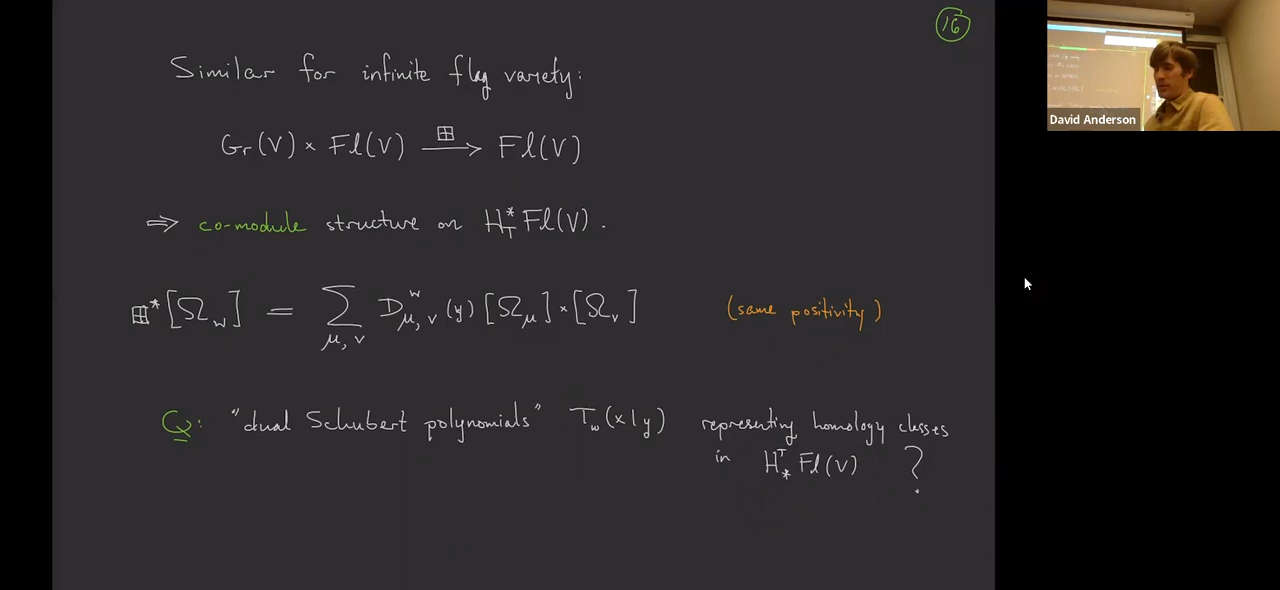 16
Similar for infinite flag variety:
Gr(V) × Fl(V) ⊞⟶ Fl(V)
⇒ co-module structure on H*_T Fl(V).
⊞*[Ω_w] = Σ_{μ,v} D^w_{μ,v}(y) [Ω_μ]×[Ω_v] (same positivity)
Q: "dual Schubert polynomials" T_w(x|y) representing homology classes
in H^T_* Fl(V) ?
David Anderson